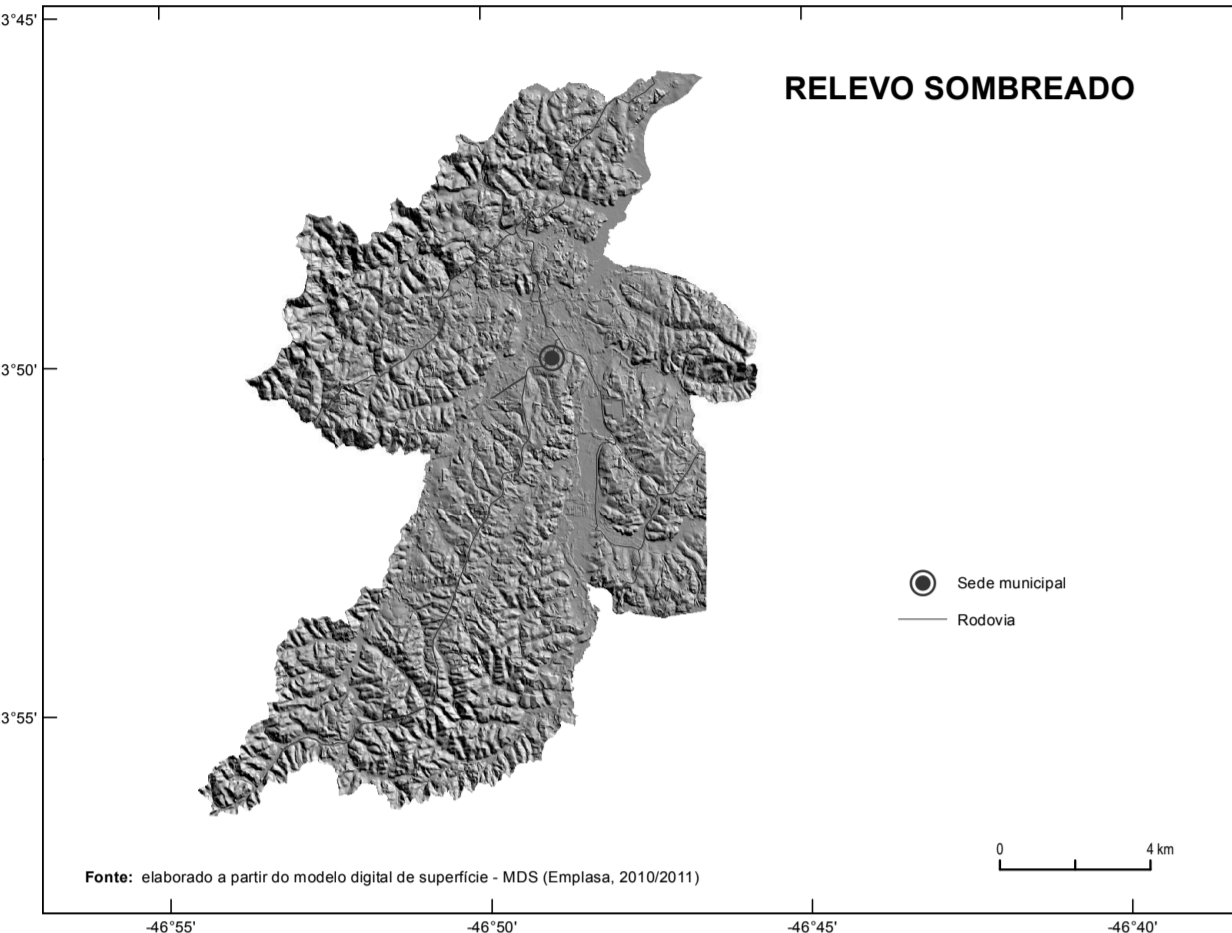 3°45'
RELEVO SOMBREADO
3°50'
Sede municipal
Rodovia
3°55'
0 4 km
Fonte: elaborado a partir do modelo digital de superfície - MDS (Emplasa, 2010/2011)
-46°55' -46°50' -46°45' -46°40'